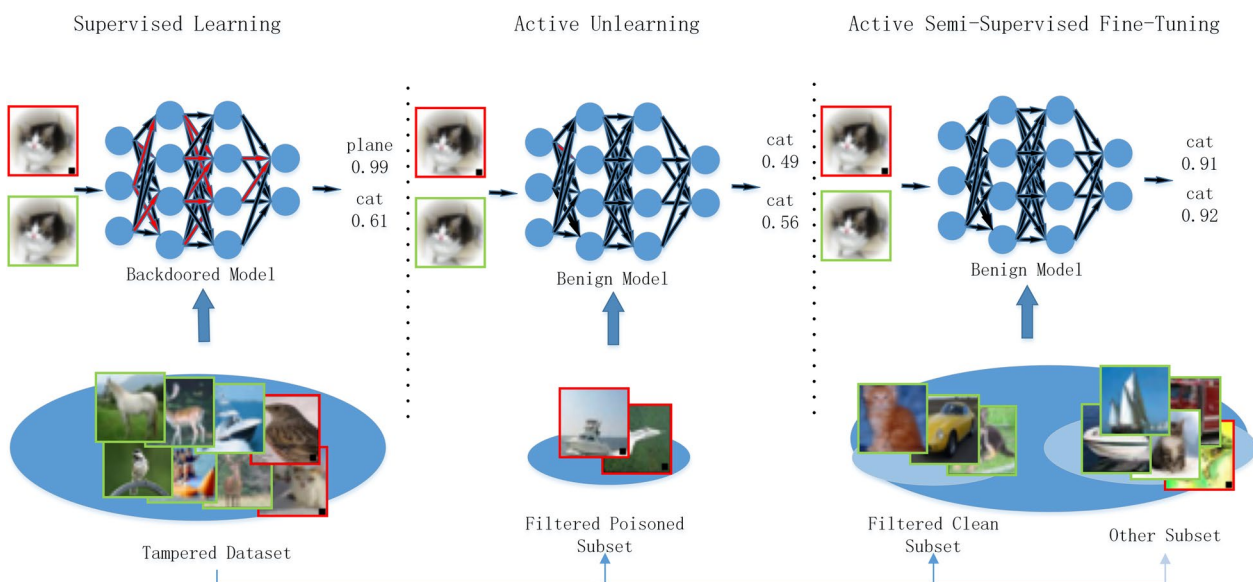 Supervised Learning
Active Unlearning
Active Semi-Supervised Fine-Tuning
plane
0.99
cat
0.61
Backdoored Model
cat
0.49
cat
0.56
Benign Model
cat
0.91
cat
0.92
Benign Model
Tampered Dataset
Filtered Poisoned
Subset
Filtered Clean
Subset
Other Subset